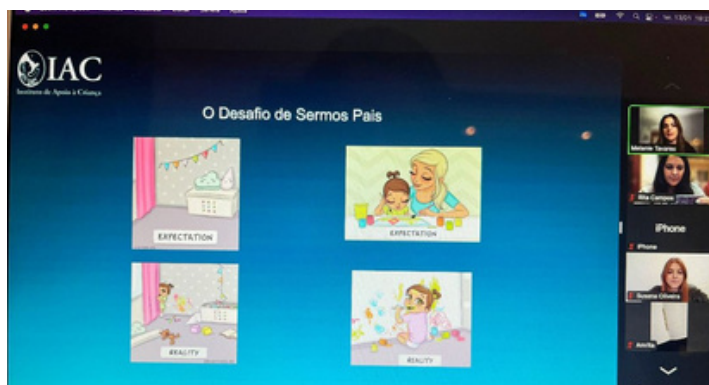 IAC
Instituto de Apoio à Criança
O Desafio de Sermos Pais
EXPECTATION
EXPECTATION
REALITY
REALITY
Melanie Tavares
Rita Campos
iPhone
iPhone
Susana Oliveira